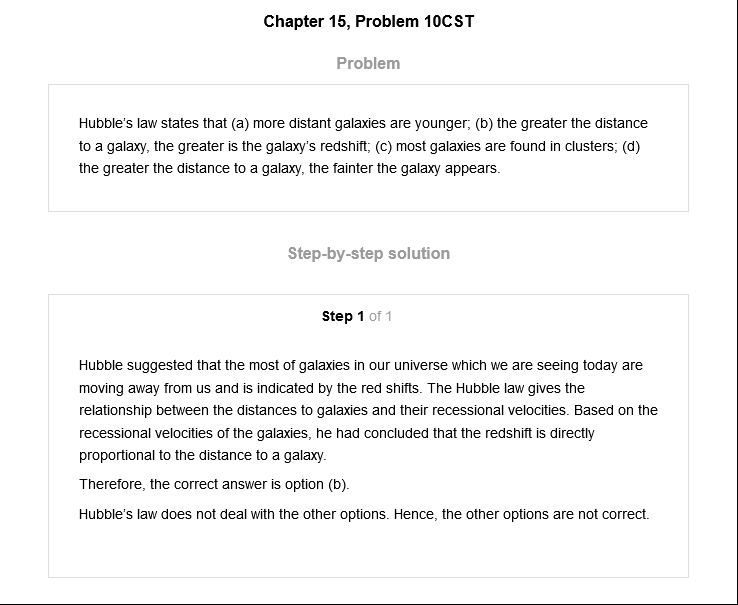 Chapter 15, Problem 10CST
Problem
Hubble's law states that (a) more distant galaxies are younger; (b) the greater the distance
to a galaxy, the greater is the galaxy's redshift; (c) most galaxies are found in clusters; (d)
the greater the distance to a galaxy, the fainter the galaxy appears.
Step-by-step solution
Step 1 of 1
Hubble suggested that the most of galaxies in our universe which we are seeing today are
moving away from us and is indicated by the red shifts. The Hubble law gives the
relationship between the distances to galaxies and their recessional velocities. Based on the
recessional velocities of the galaxies, he had concluded that the redshift is directly
proportional to the distance to a galaxy.
Therefore, the correct answer is option (b).
Hubble's law does not deal with the other options. Hence, the other options are not correct.